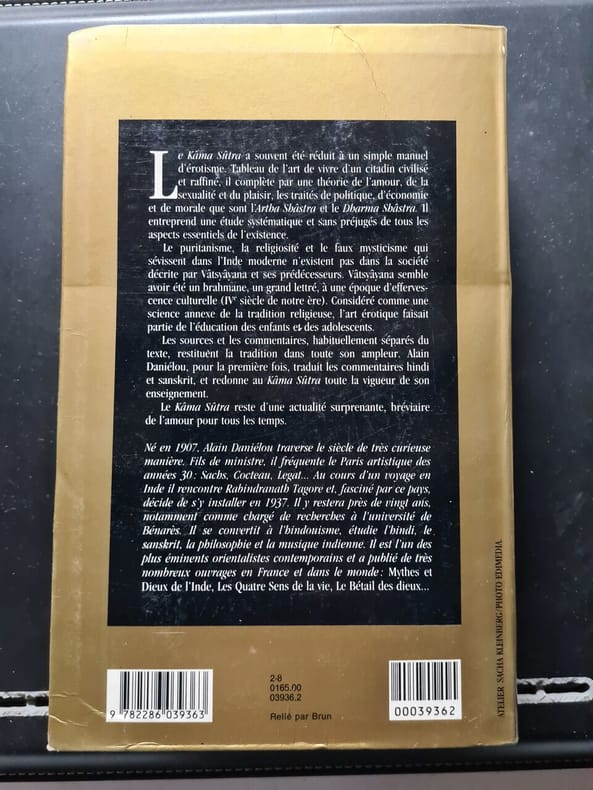 Le Kâma Sûtra a souvent été réduit à un simple manuel
d'érotisme. Tableau de l'art de vivre d'un citadin civilisé
et raffiné, il complète par une théorie de l'amour, de la
sexualité et du plaisir, les traités de politique, d'économie
et de morale que sont l'Artha Shâstra et le Dharma Shâstra. Il
entreprend une étude systématique et sans préjugés de tous les
aspects essentiels de l'existence.
Le puritanisme, la religiosité et le faux mysticisme qui
sévissent dans l'Inde moderne n'existent pas dans la société
décrite par Vâtsyâyana et ses prédécesseurs. Vâtsyâyana semble
avoir été un brahmane, un grand lettré, à une époque d'efferves-
cence culturelle (IVe siècle de notre ère). Considéré comme une
science annexe de la tradition religieuse, l'art érotique faisait
partie de l'éducation des enfants et des adolescents.
Les sources et les commentaires, habituellement séparés du
texte, restituent la tradition dans toute son ampleur. Alain
Daniélou, pour la première fois, traduit les commentaires hindi
et sanskrit, et redonne au Kâma Sûtra toute la vigueur de son
enseignement.
Le Kâma Sûtra reste d'une actualité surprenante, bréviaire
de l'amour pour tous les temps.
Né en 1907, Alain Daniélou traverse le siècle de très curieuse
manière. Fils de ministre, il fréquente le Paris artistique des
années 30 : Sachs, Cocteau, Legat... Au cours d'un voyage en
Inde il rencontre Rabindranath Tagore et, fasciné par ce pays,
décide de s'y installer en 1937. Il y restera près de vingt ans,
notamment comme chargé de recherches à l'université de
Bénarès. Il se convertit à l'hindouisme, étudie l'hindi, le
sanskrit, la philosophie et la musique indienne. Il est l'un des
plus éminents orientalistes contemporains et a publié de très
nombreux ouvrages en France et dans le monde : Mythes et
Dieux de l'Inde, Les Quatre Sens de la vie, Le Bétail des dieux...
ATELIER SACHA KLEINBERG/PHOTO EDIMEDIA.
9 782286 039363
2-8
0165.00
03936.2
Relié par Brun
00039362